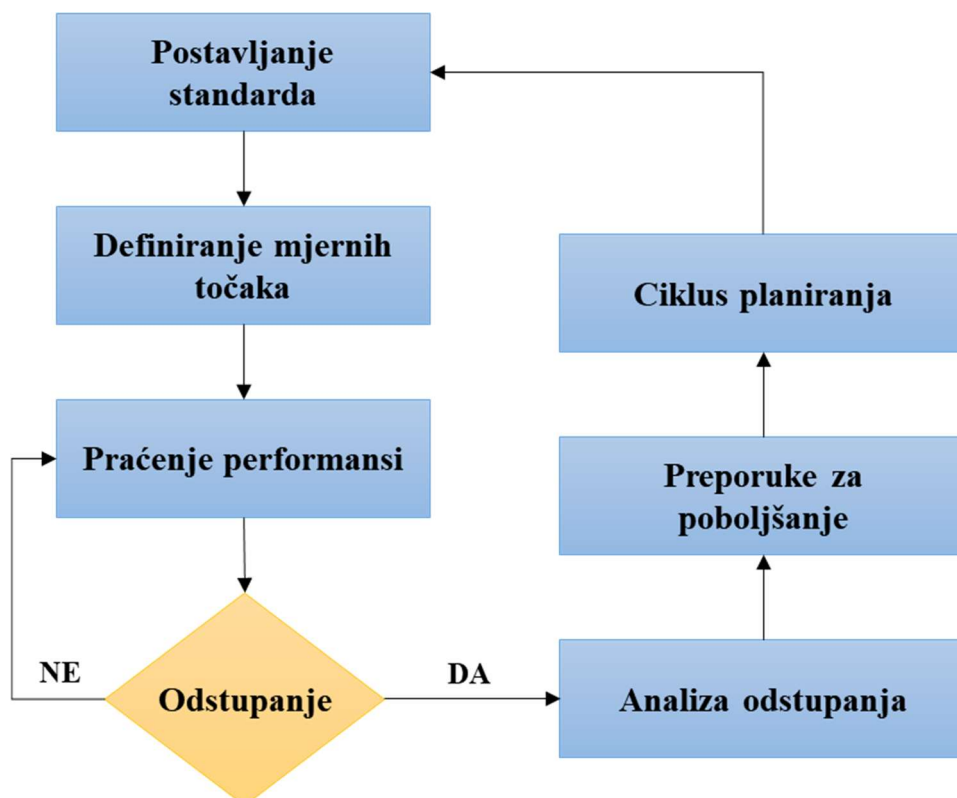 Postavljanje
standarda
Definiranje mjernih
točaka
Praćenje performansi
Odstupanje
NE
DA
Analiza odstupanja
Preporuke za
poboljšanje
Ciklus planiranja